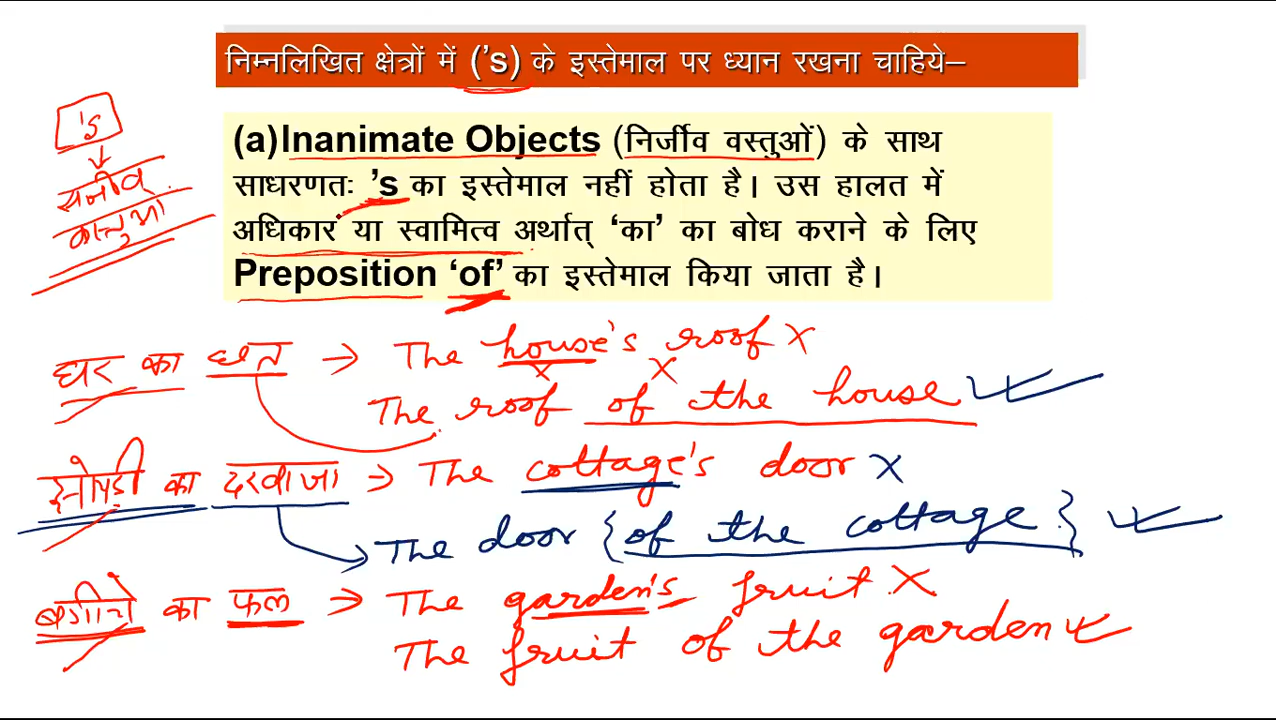 निम्नलिखित क्षेत्रों में ('s) के इस्तेमाल पर ध्यान रखना चाहिये–
's
सजीव
वस्तुओं
(a)Inanimate Objects (निर्जीव वस्तुओं) के साथ
साधारणतः 's का इस्तेमाल नहीं होता है। उस हालत में
अधिकार या स्वामित्व अर्थात् 'का' का बोध कराने के लिए
Preposition 'of' का इस्तेमाल किया जाता है।
घर का छत → The house's roof ×
The roof of the house ✓
झोपड़ी का दरवाजा → The cottage's door ×
The door {of the cottage} ✓
बगीचे का फल → The garden's fruit ×
The fruit of the garden ✓